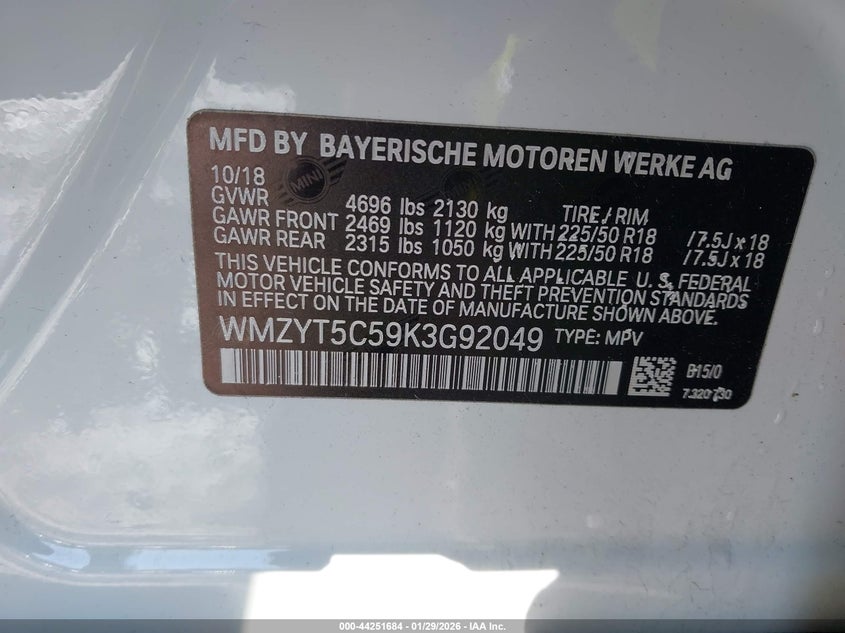 MFD BY BAYERISCHE MOTOREN WERKE AG
10/18
MINI
GVWR 4696 lbs 2130 kg TIRE/RIM
GAWR FRONT 2469 lbs 1120 kg WITH 225/50 R18 /7.5J x 18
GAWR REAR 2315 lbs 1050 kg WITH 225/50 R18 /7.5J x 18
THIS VEHICLE CONFORMS TO ALL APPLICABLE U. S. FEDERAL
MOTOR VEHICLE SAFETY AND THEFT PREVENTION STANDARDS
IN EFFECT ON THE DATE OF MANUFACTURE SHOWN ABOVE.
WMZYT5C59K3G92049 TYPE: MPV
B15/0
000-44251684 - 01/29/2026 - IAA Inc.